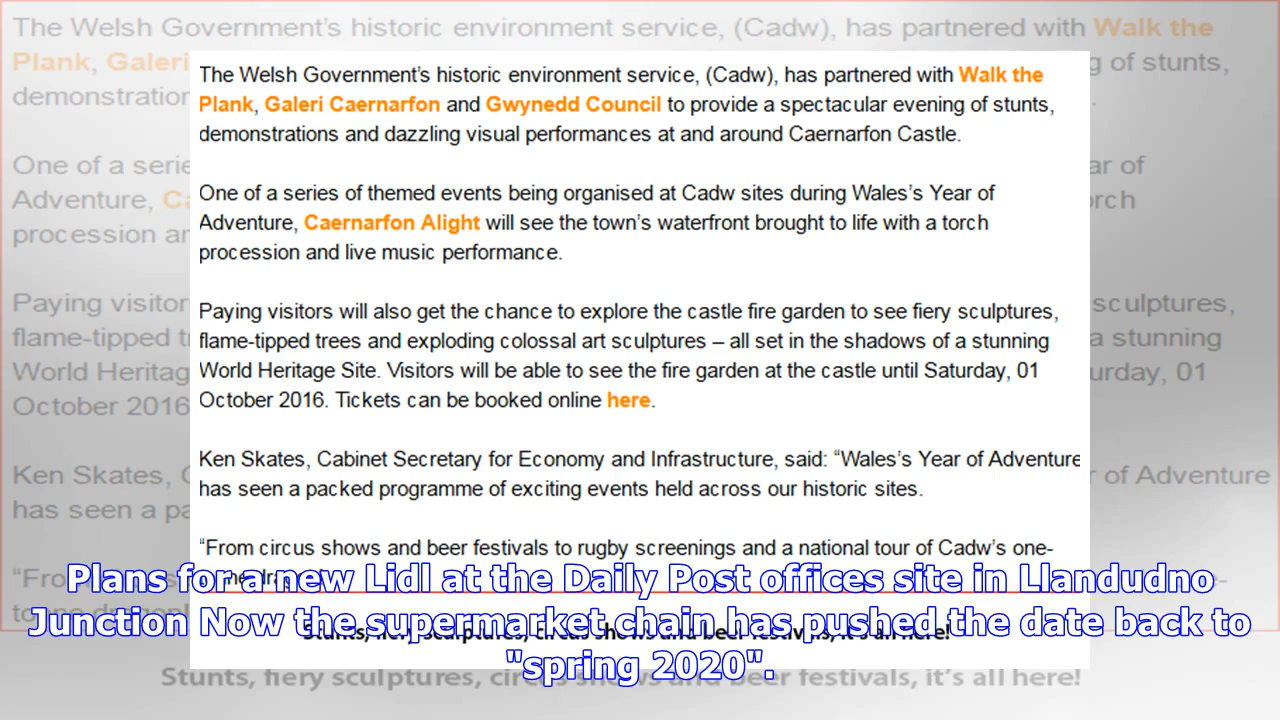 The Welsh Government's historic environment service, (Cadw), has partnered with Walk the
Plank, Galeri Caernarfon and Gwynedd Council to provide a spectacular evening of stunts,
demonstrations and dazzling visual performances at and around Caernarfon Castle.
One of a series of themed events being organised at Cadw sites during Wales's Year of
Adventure, Caernarfon Alight will see the town's waterfront brought to life with a torch
procession and live music performance.
Paying visitors will also get the chance to explore the castle fire garden to see fiery sculptures,
flame-tipped trees and exploding colossal art sculptures – all set in the shadows of a stunning
World Heritage Site. Visitors will be able to see the fire garden at the castle until Saturday, 01
October 2016. Tickets can be booked online here.
Ken Skates, Cabinet Secretary for Economy and Infrastructure, said: “Wales's Year of Adventure
has seen a packed programme of exciting events held across our historic sites.
“From circus shows and beer festivals to rugby screenings and a national tour of Cadw's one-
Plans for a new Lidl at the Daily Post offices site in Llandudno
Junction Now the supermarket chain has pushed the date back to
"spring 2020".
Stunts, fiery sculptures, circus shows and beer festivals, it's all here!